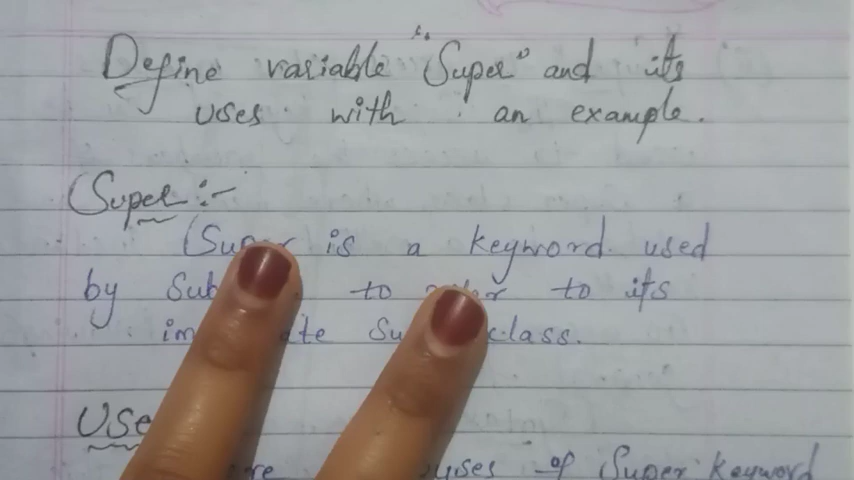 Define variable "Super" and its
uses with an example.
Super :-
Super is a keyword used
by to to its
class.
Use
uses of Super keyword